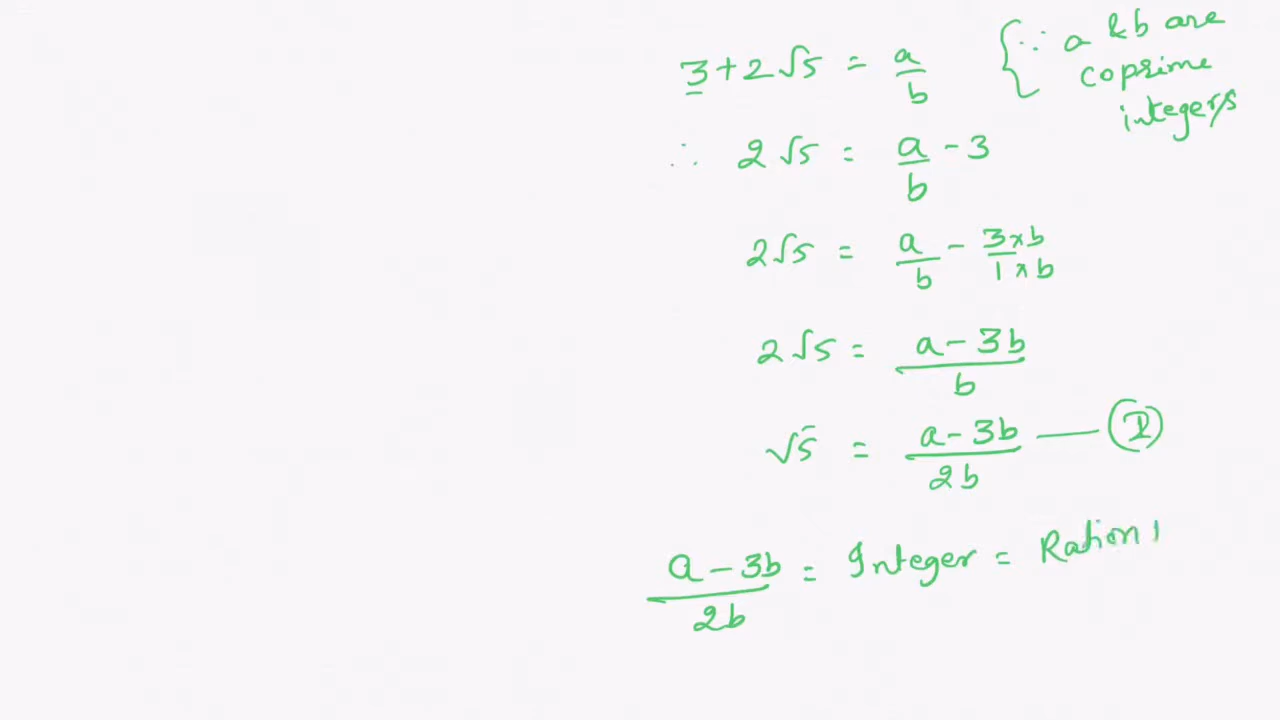 3 + 2√5 = a/b { ∵ a & b are coprime integers
∴ 2√5 = a/b - 3
2√5 = a/b - 3×b/1×b
2√5 = a - 3b/b
√5 = a - 3b/2b — (I)
a - 3b/2b = Integer = Ration